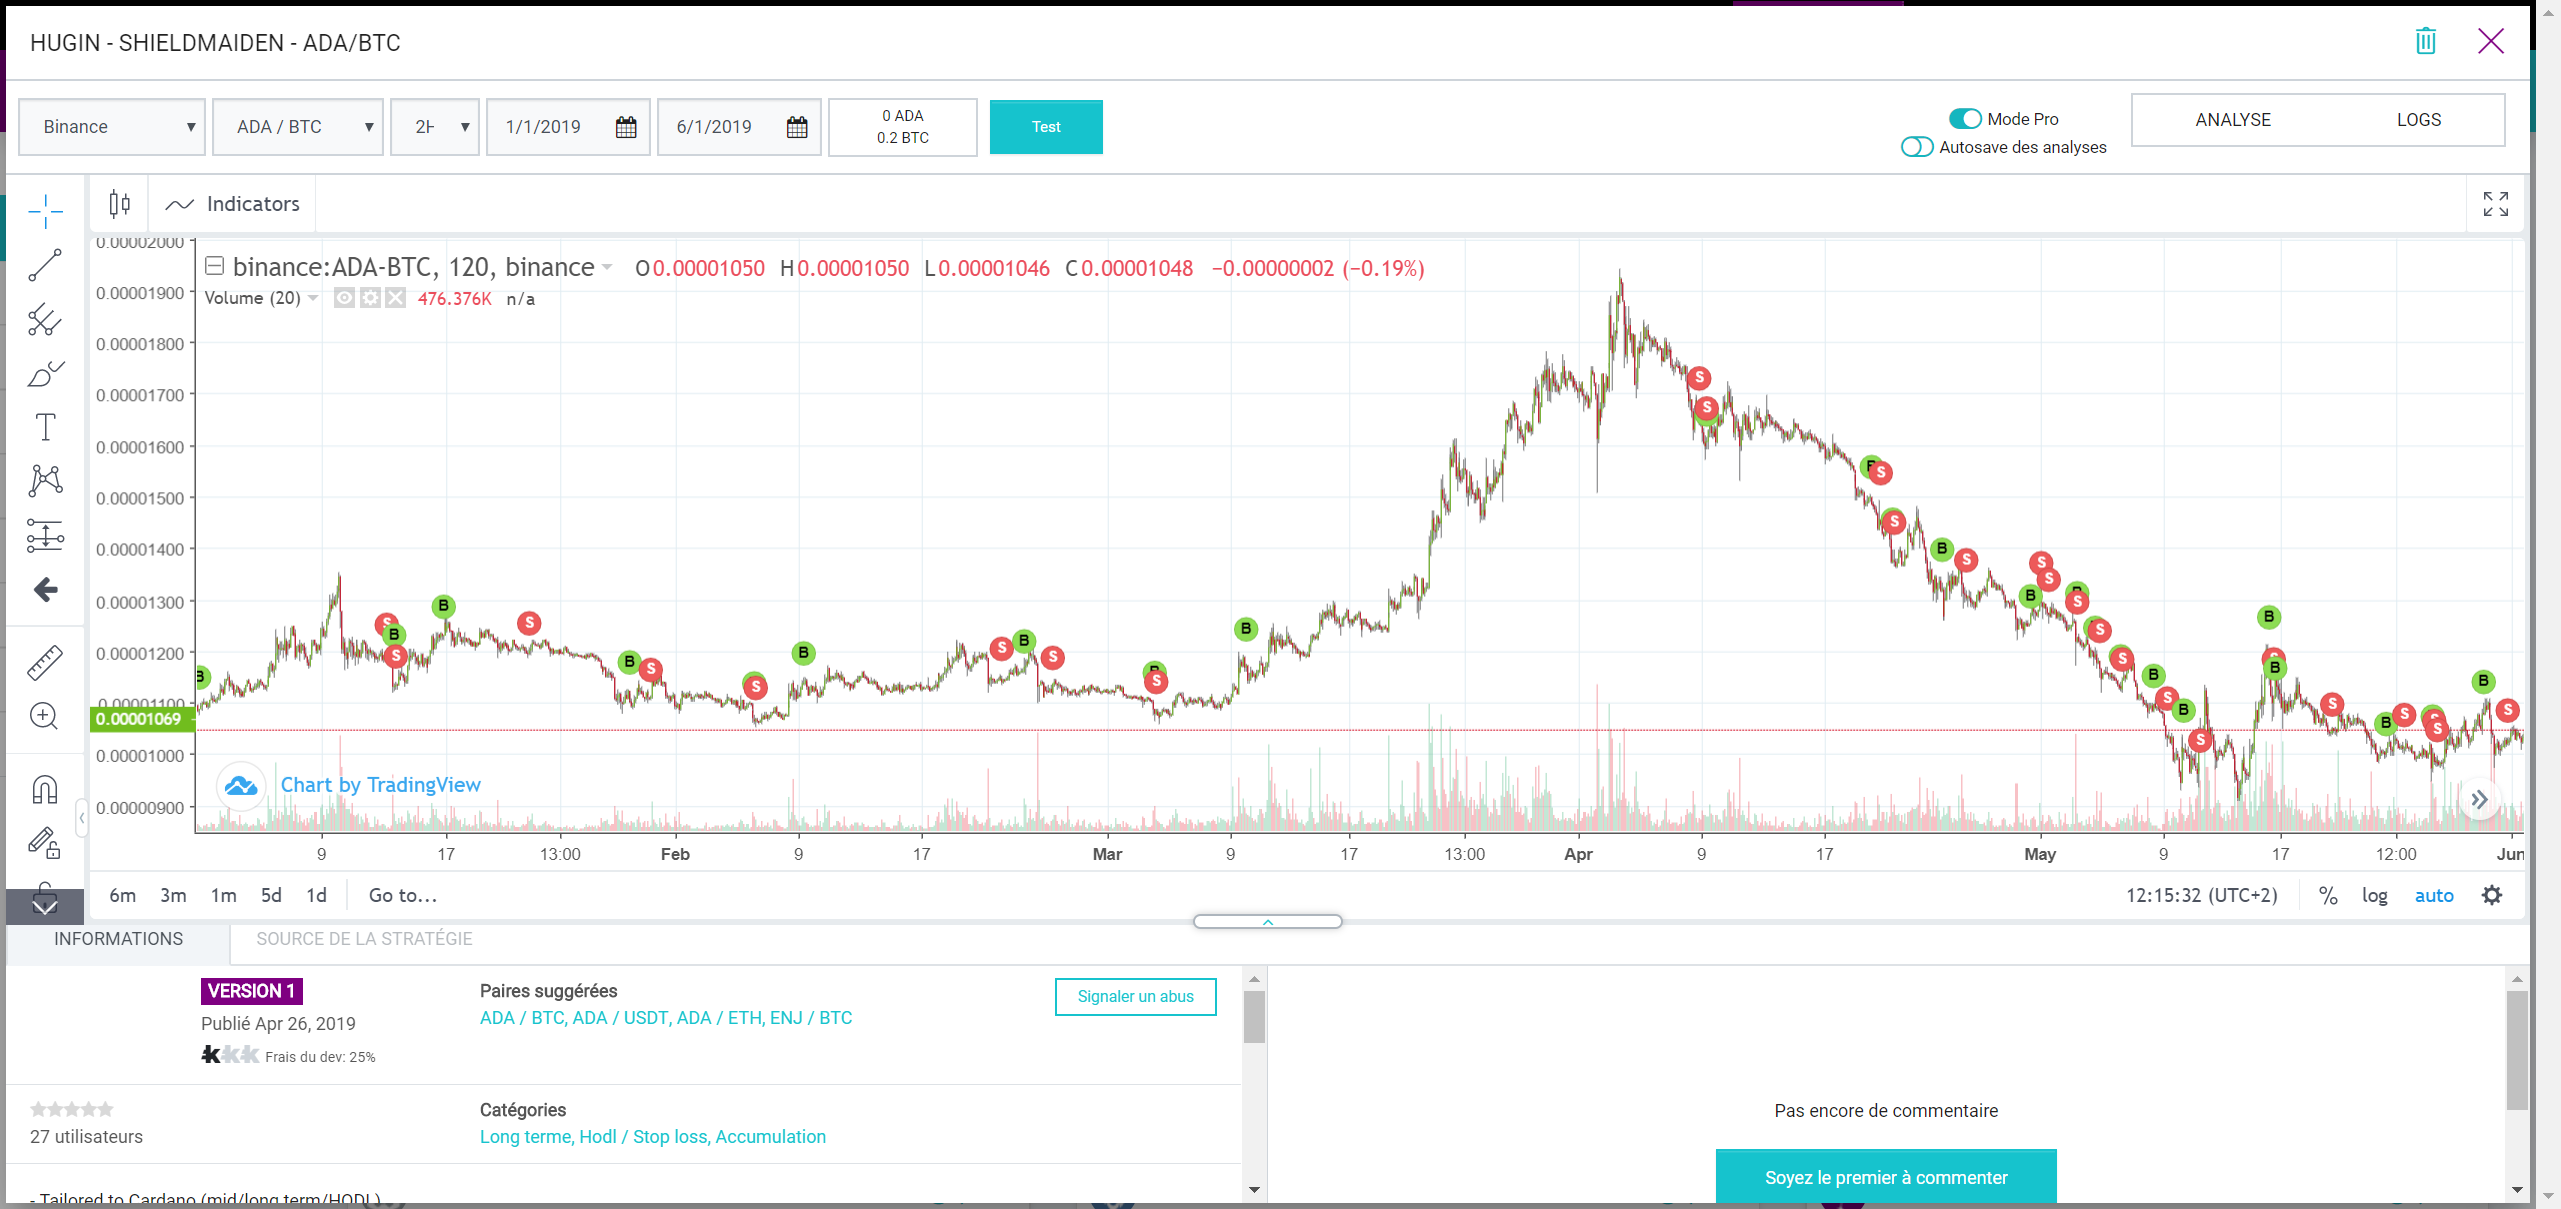 HUGIN - SHIELDMAIDEN - ADA/BTC
Binance ADA / BTC 2H 1/1/2019 6/1/2019 0 ADA 0.2 BTC Test
Mode Pro
Autosave des analyses
ANALYSE LOGS
Indicators
binance:ADA-BTC, 120, binance O0.00001050 H0.00001050 L0.00001046 C0.00001048 −0.00000002 (−0.19%)
Volume (20) 476.376K n/a
0.00002000
0.00001900
0.00001800
0.00001700
0.00001600
0.00001500
0.00001400
0.00001300
0.00001200
0.00001100
0.00001069
0.00001000
0.00000900
Chart by TradingView
9 17 13:00 Feb 9 17 Mar 9 17 13:00 Apr 9 17 May 9 17 12:00 Jun
6m 3m 1m 5d 1d Go to... 12:15:32 (UTC+2) % log auto
INFORMATIONS SOURCE DE LA STRATÉGIE
VERSION 1
Publié Apr 26, 2019
Frais du dev: 25%
Paires suggérées
ADA / BTC, ADA / USDT, ADA / ETH, ENJ / BTC
Signaler un abus
27 utilisateurs
Catégories
Long terme, Hodl / Stop loss, Accumulation
- Tailored to Cardano (mid/long term/HODL)
Pas encore de commentaire
Soyez le premier à commenter